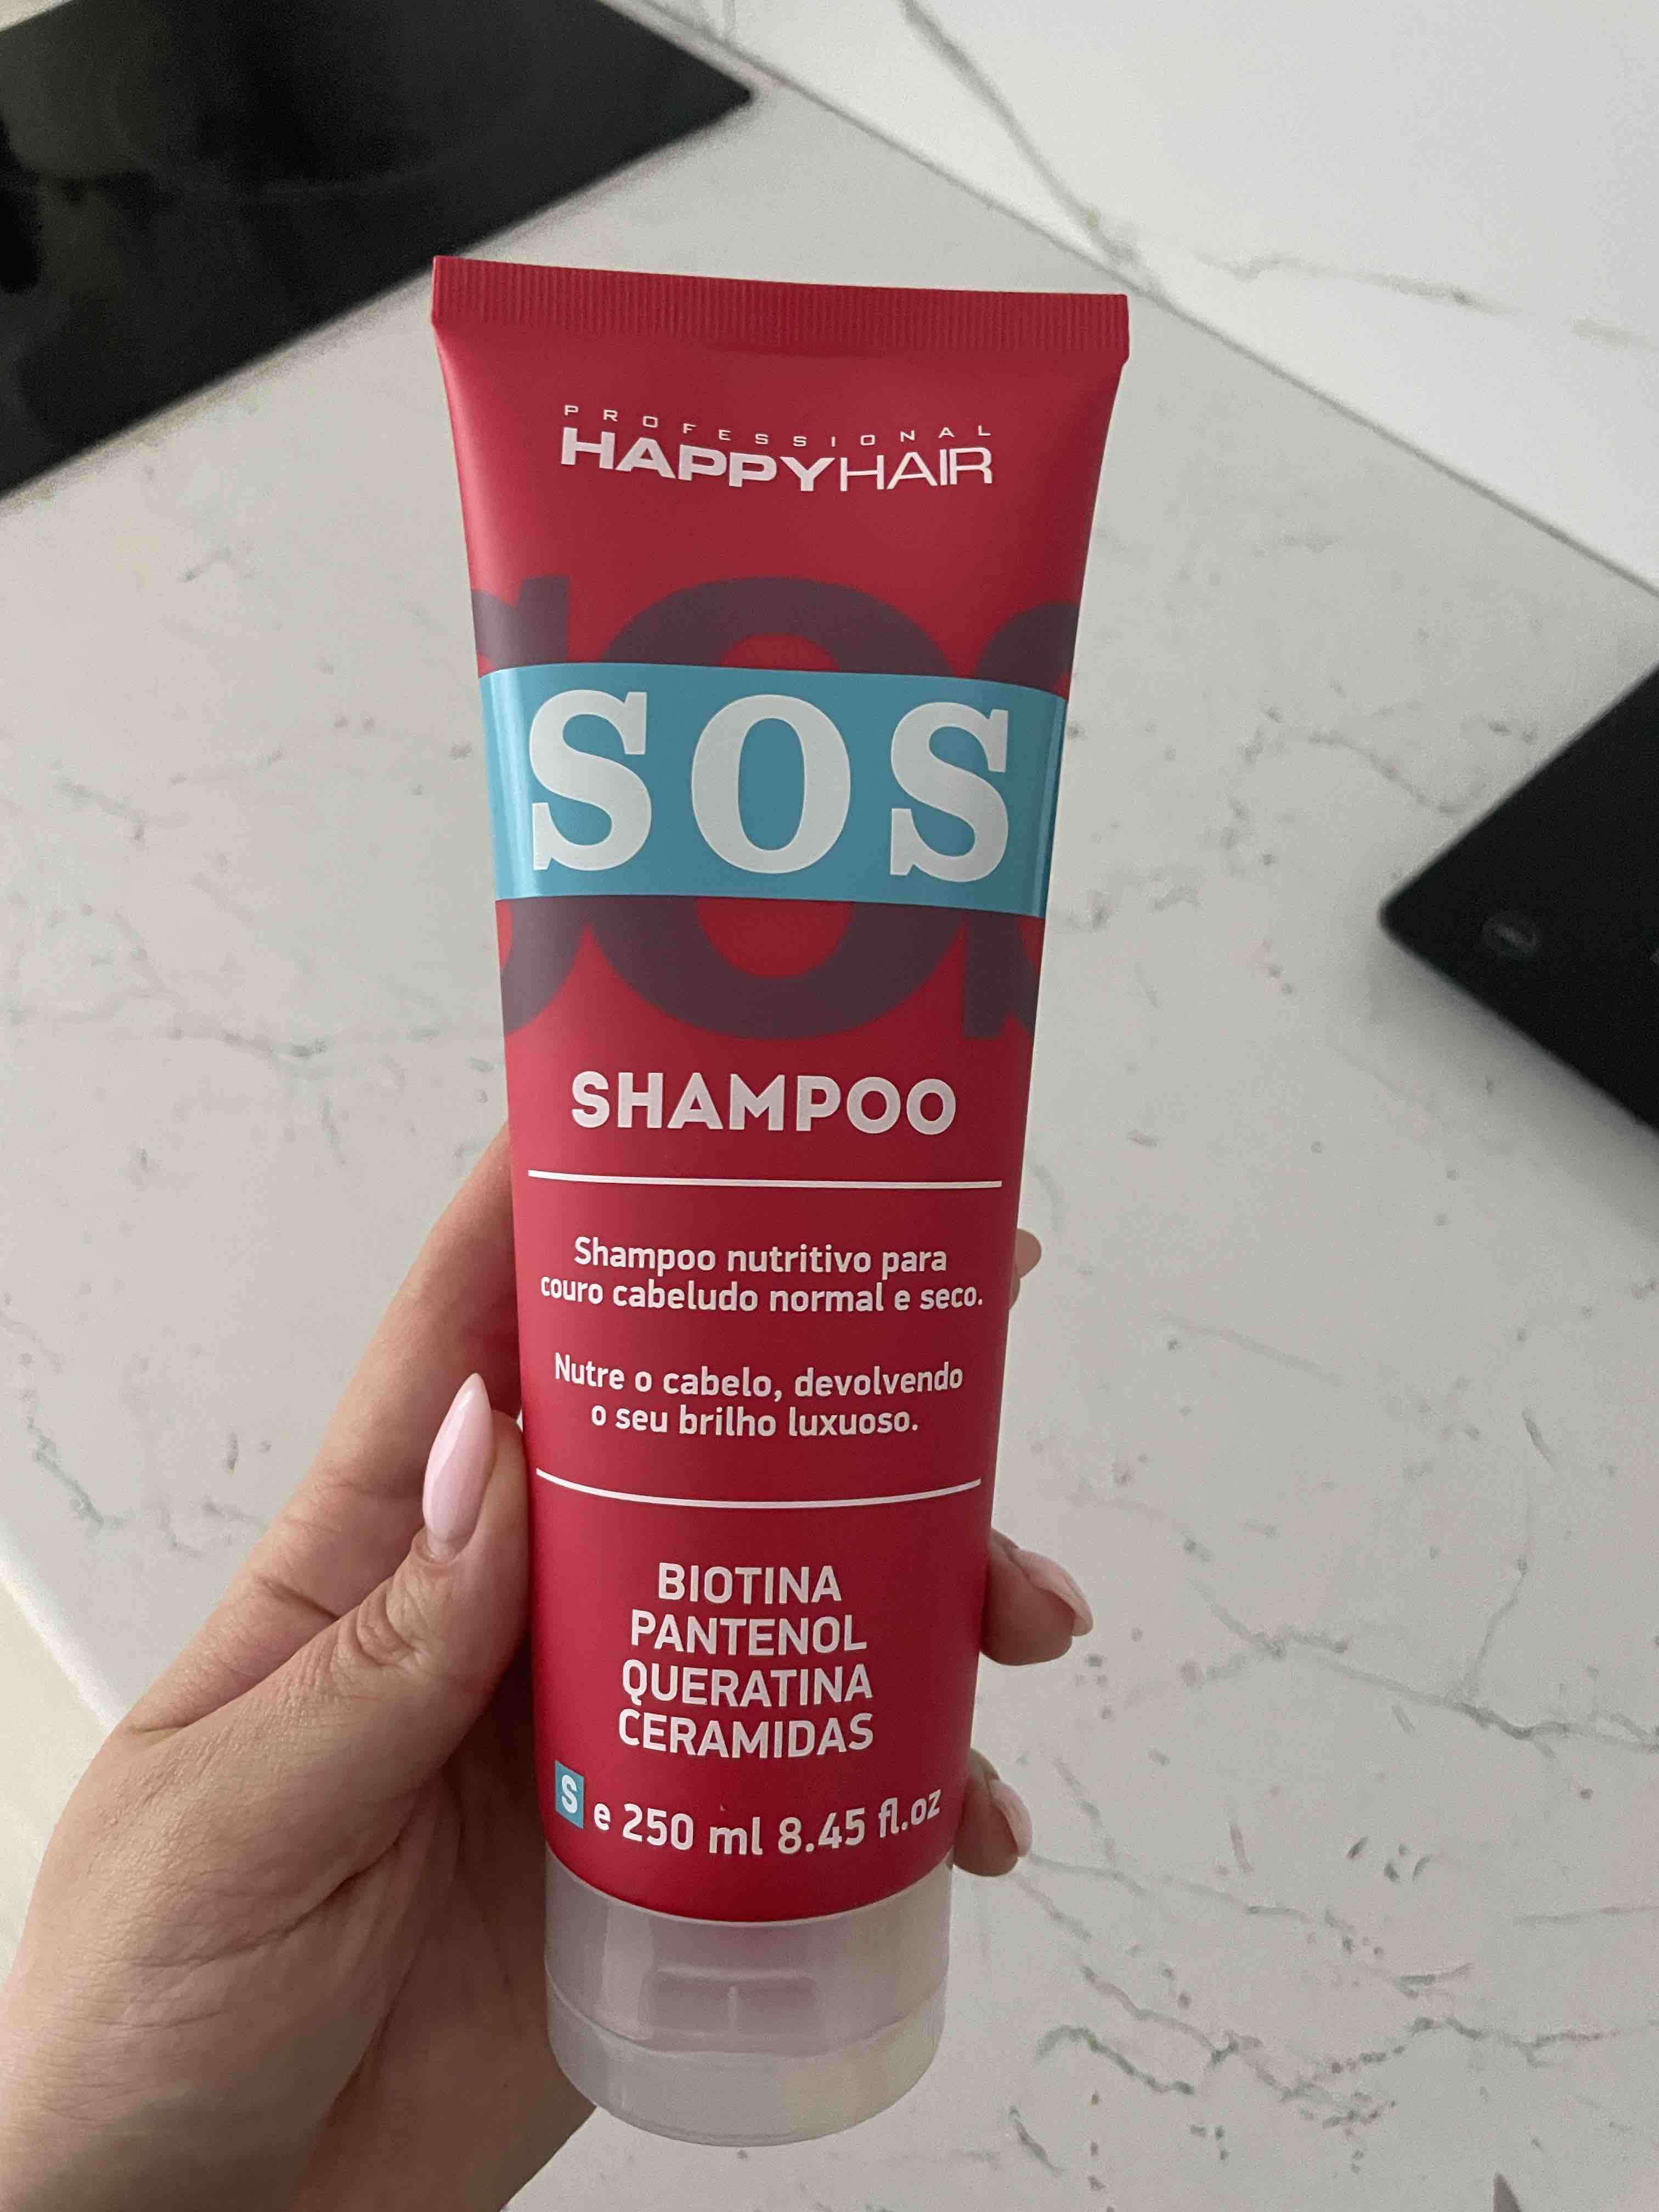 PROFESSIONAL
HAPPYHAIR
SOS
SHAMPOO
Shampoo nutritivo para
couro cabeludo normal e seco.
Nutre o cabelo, devolvendo
o seu brilho luxuoso.
BIOTINA
PANTENOL
QUERATINA
CERAMIDAS
S e 250 ml 8.45 fl.oz